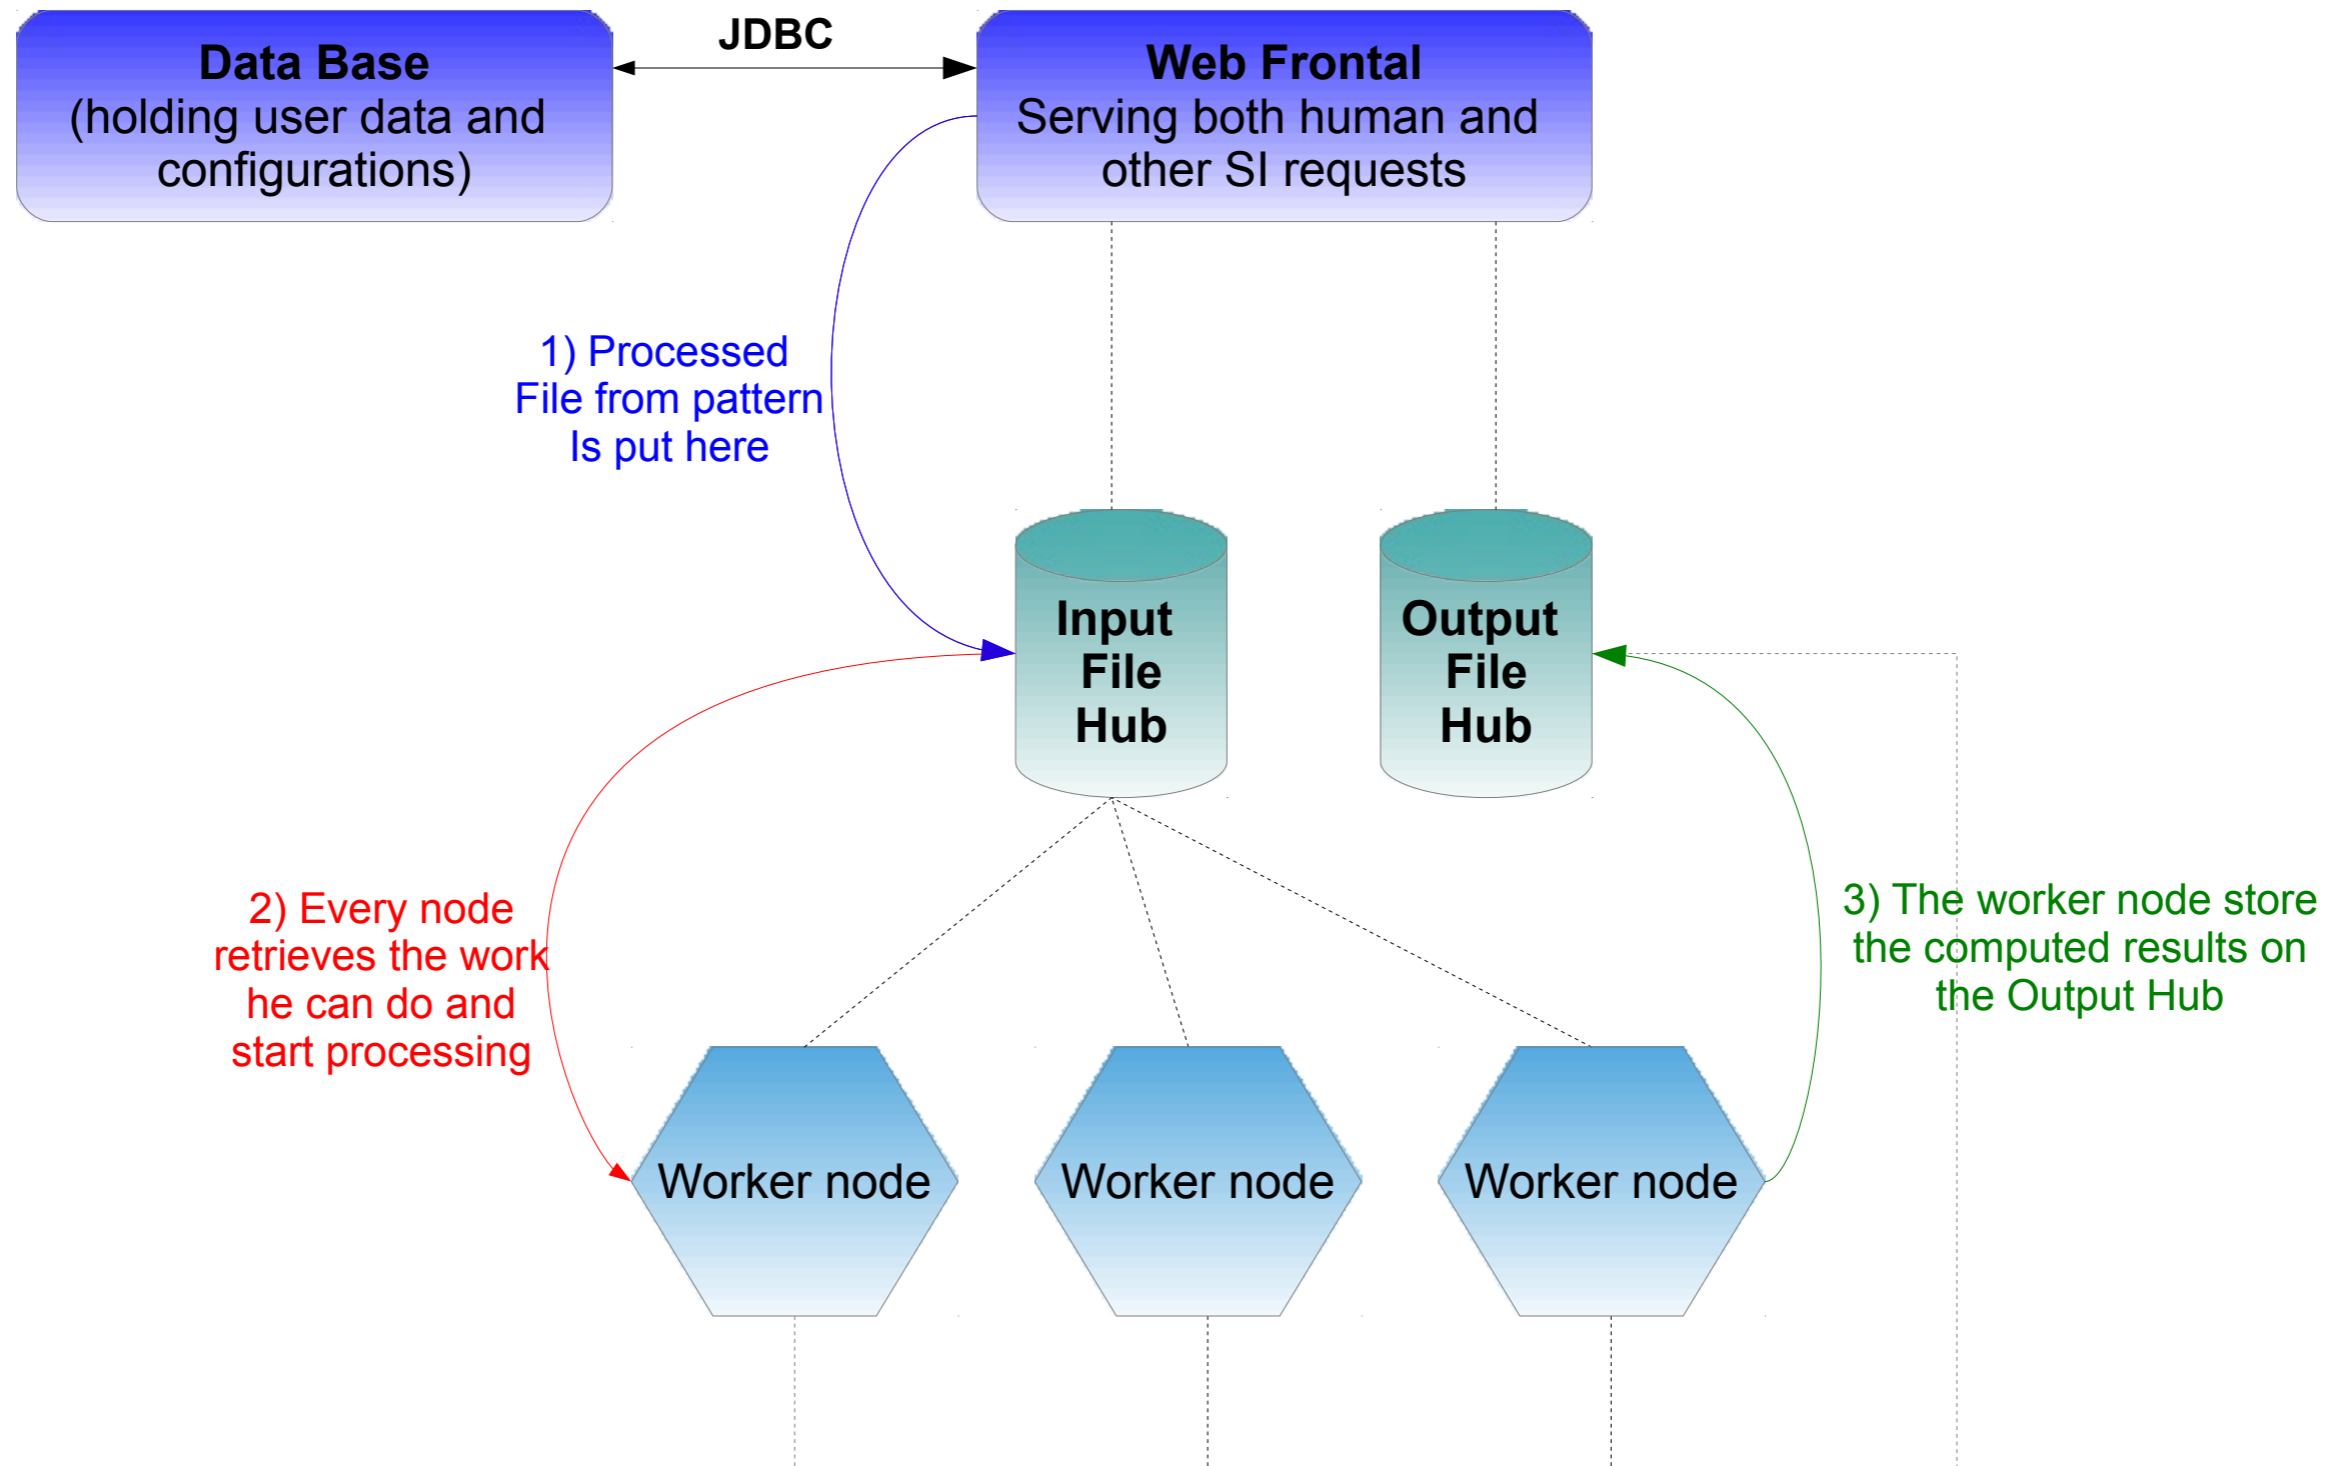 Data Base
(holding user data and
configurations)
JDBC
Web Frontal
Serving both human and
other SI requests
1) Processed
File from pattern
Is put here
Input
File
Hub
Output
File
Hub
2) Every node
retrieves the work
he can do and
start processing
3) The worker node store
the computed results on
the Output Hub
Worker node
Worker node
Worker node